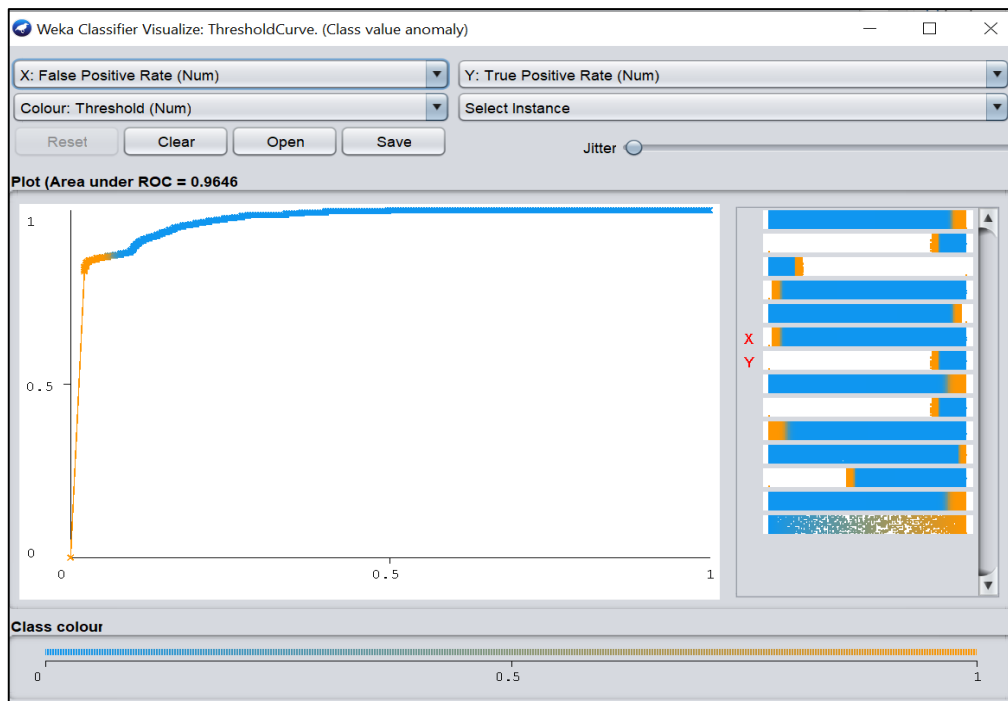 Weka Classifier Visualize: ThresholdCurve. (Class value anomaly)
X: False Positive Rate (Num) Y: True Positive Rate (Num)
Colour: Threshold (Num) Select Instance
Reset Clear Open Save Jitter
Plot (Area under ROC = 0.9646
1
0.5
0
0 0.5 1
X
Y
Class colour
0 0.5 1